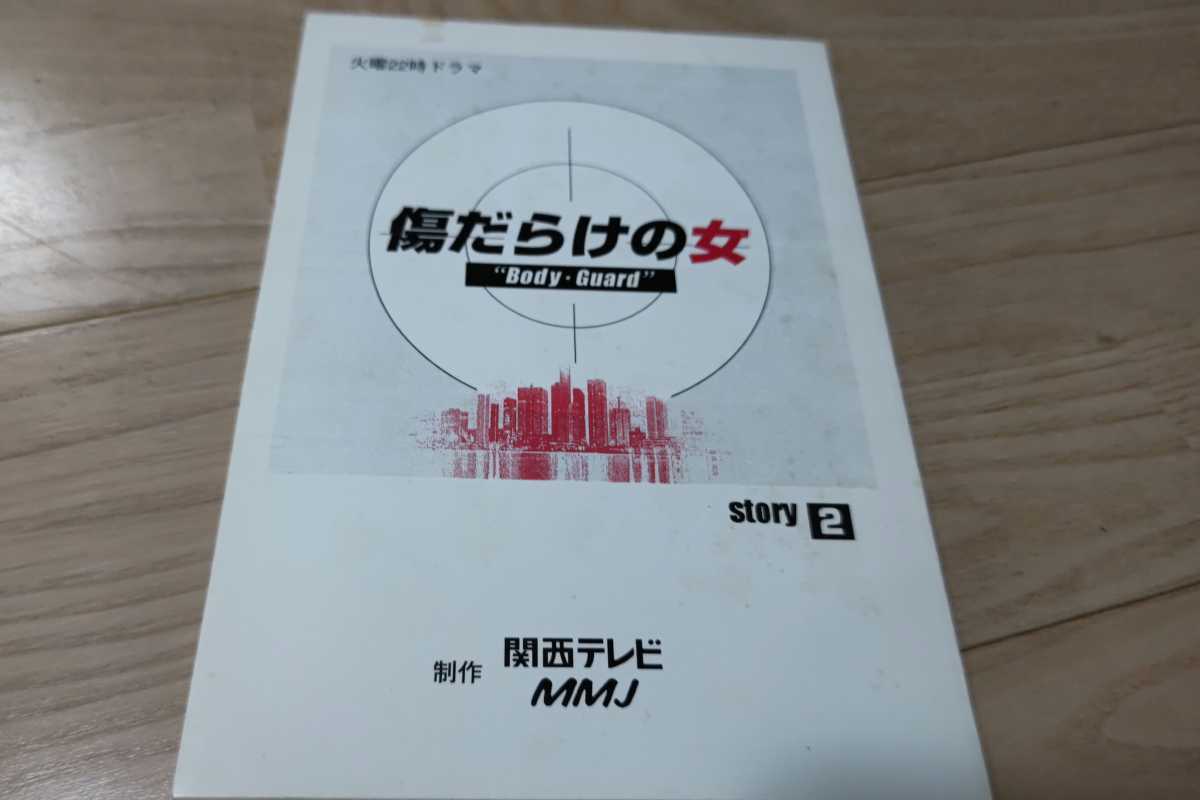 火曜22時ドラマ
傷だらけの女
“Body・Guard”
story 2
制作 関西テレビ
MMJ